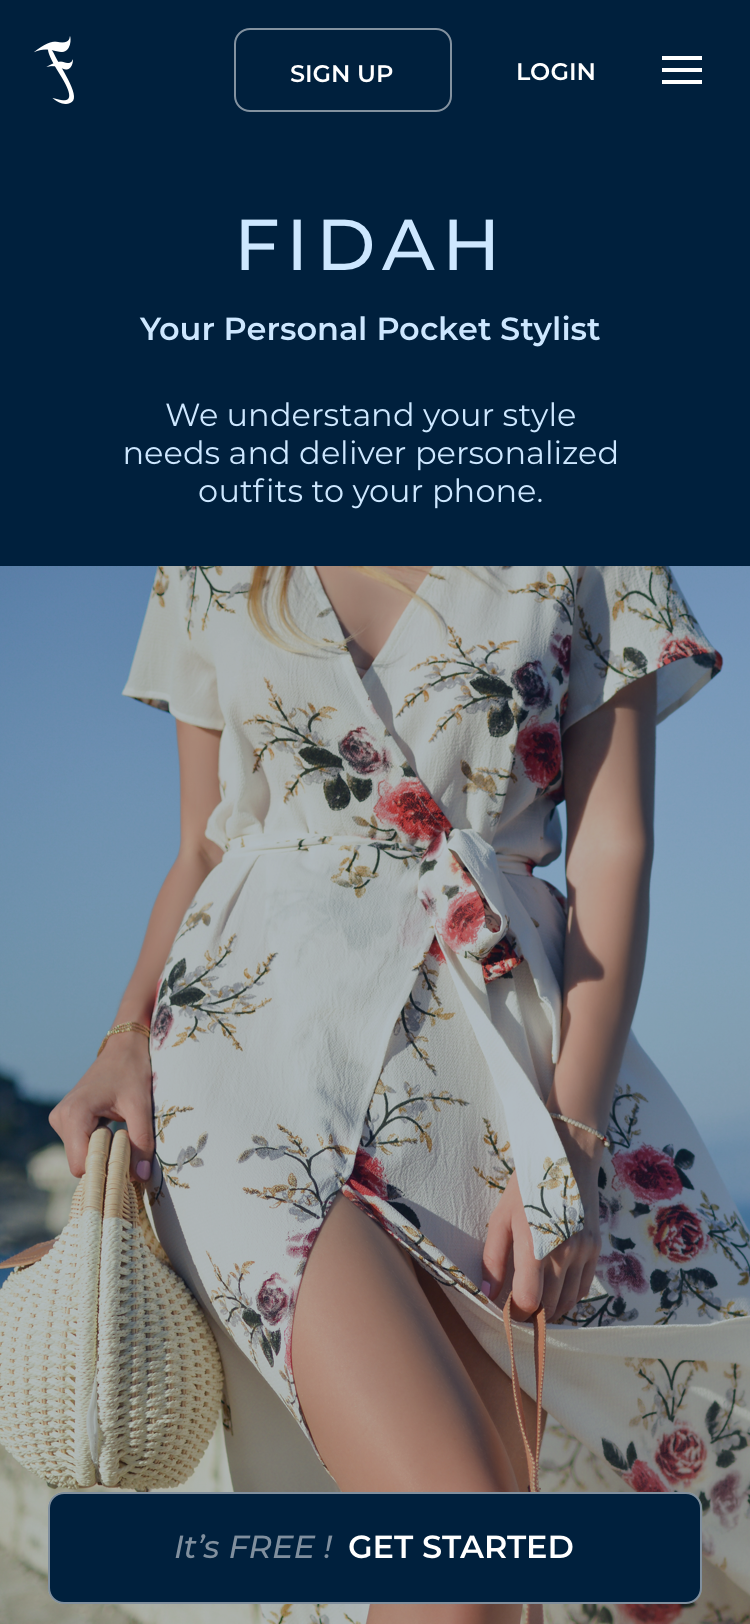 SIGN UP
LOGIN
FIDAH
Your Personal Pocket Stylist
We understand your style
needs and deliver personalized
outfits to your phone.
It’s FREE ! GET STARTED